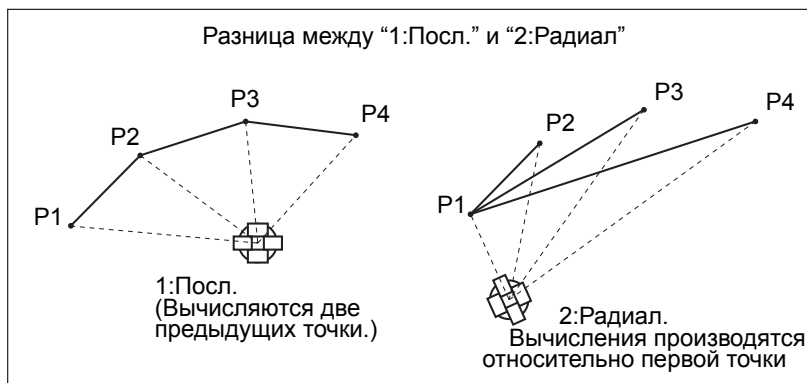 Разница между “1:Посл.” и “2:Радиал”
P3
P2
P4
P1
1:Посл.
(Вычисляются две
предыдущих точки.)
P3
P4
P2
P1
2:Радиал.
Вычисления производятся
относительно первой точки